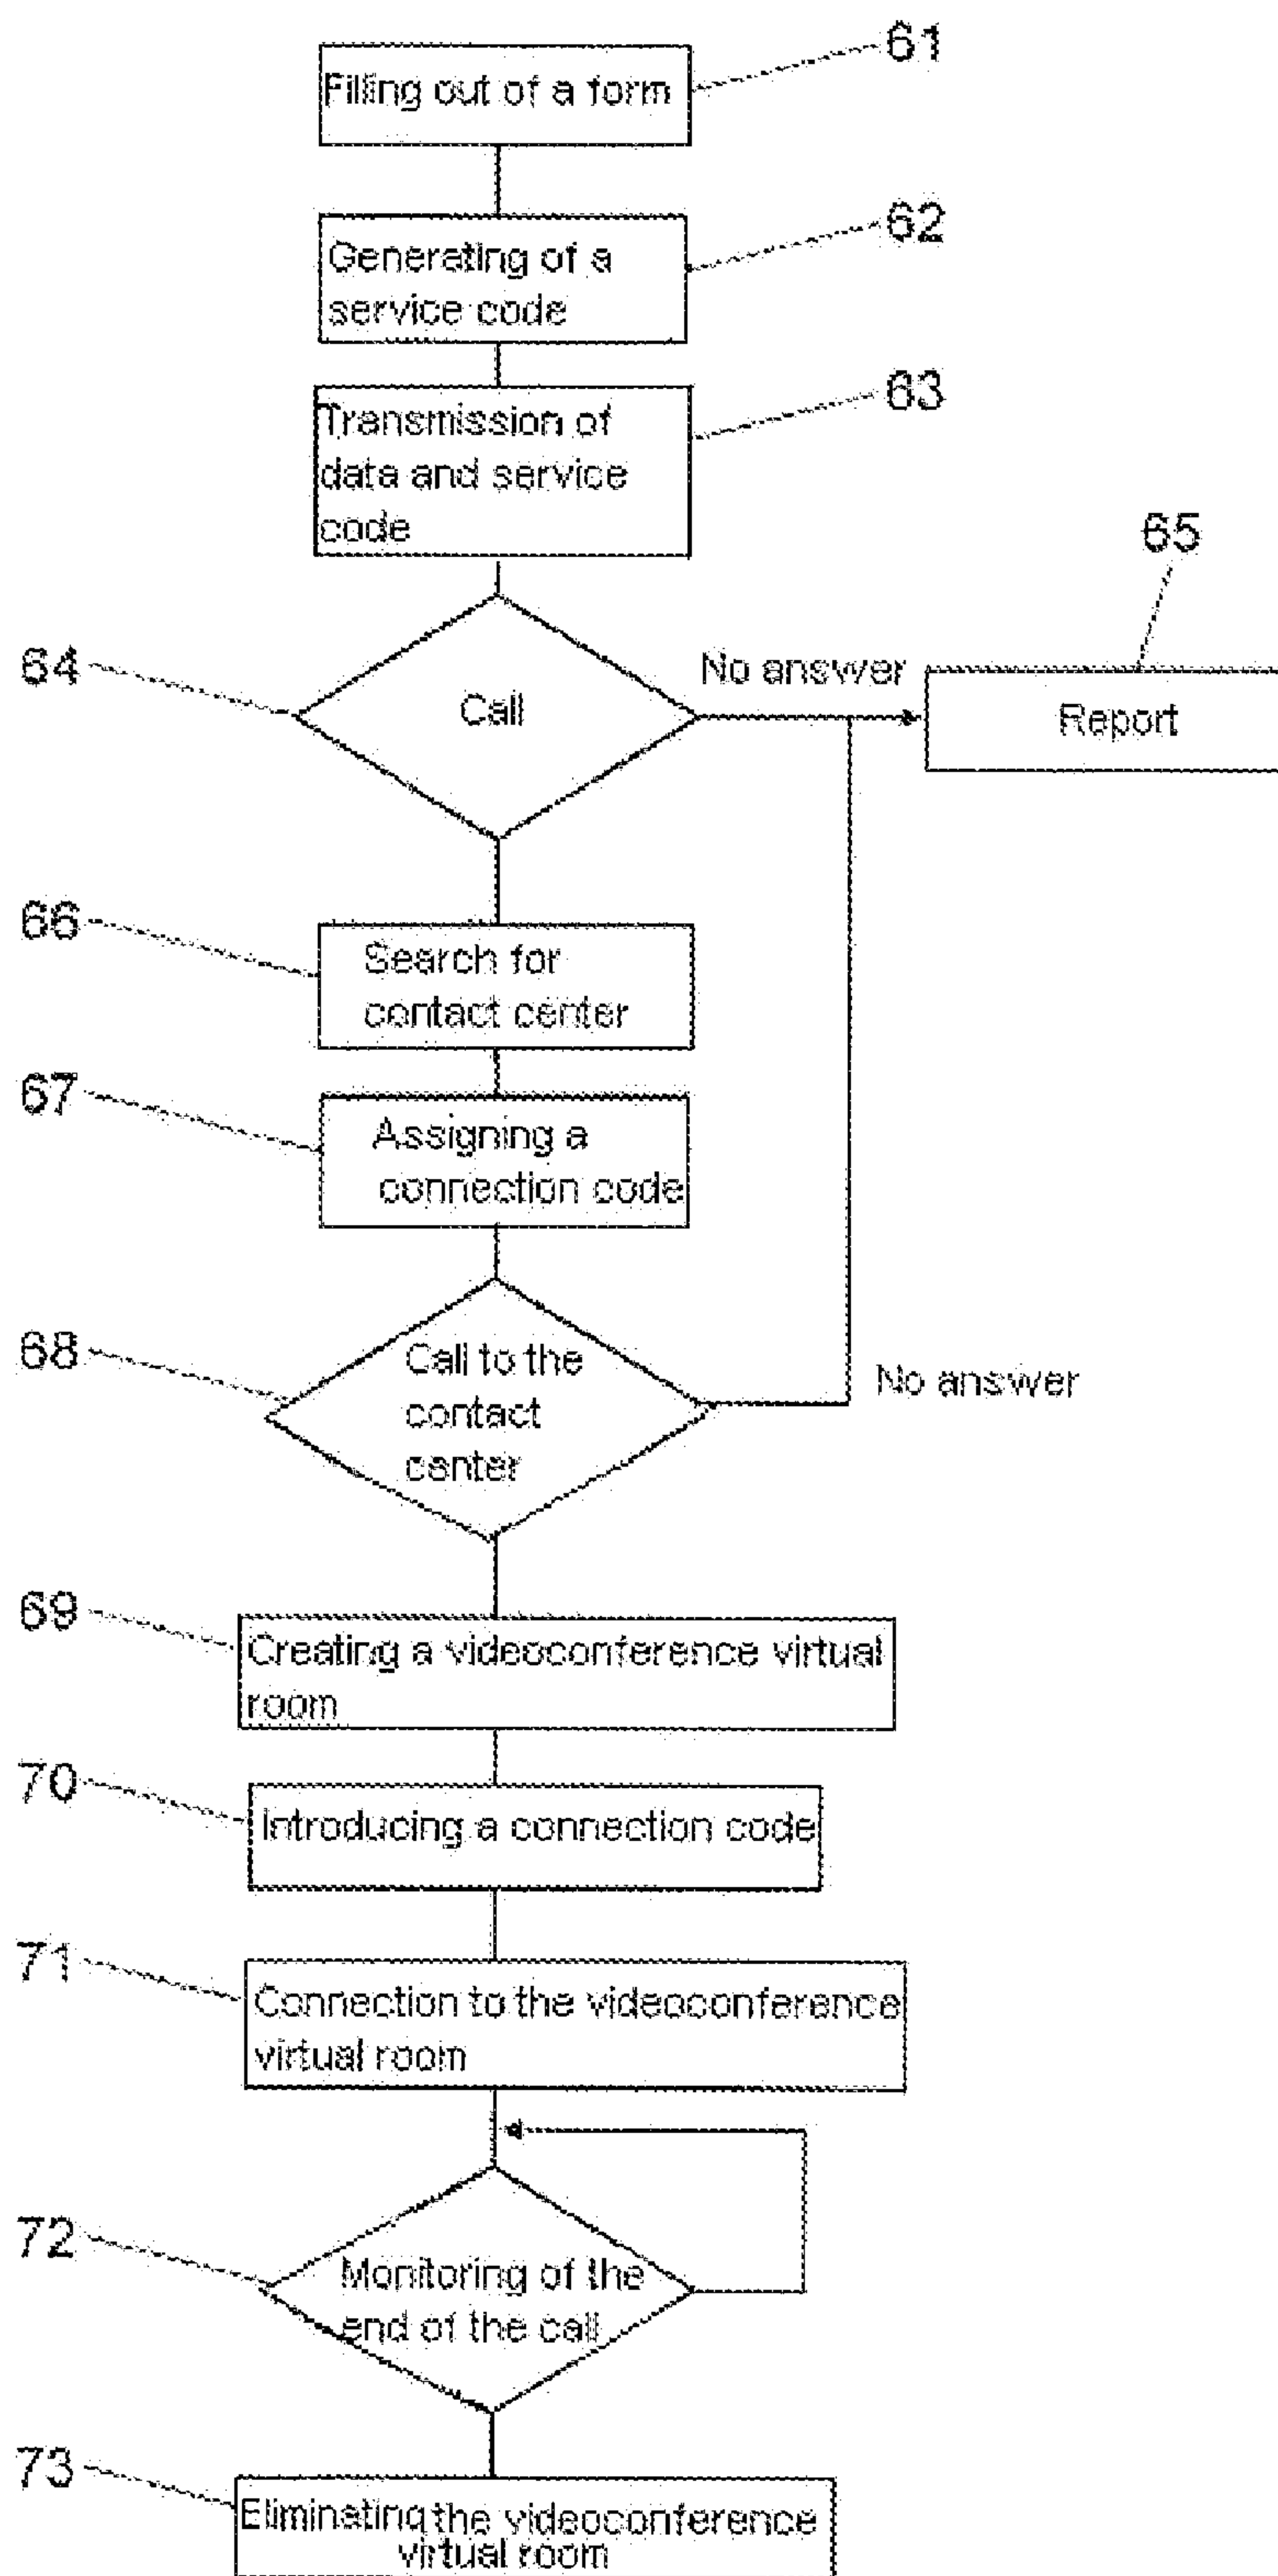 61
Filling out of a form
62
Generating of a
service code
63
Transmission of
data and service
code
65
64
No answer
Call
Report
66
Search for
contact center
67
Assigning a
connection code
68
Call to the
contact
center
No answer
69
Creating a videoconference virtual
room
70
Introducing a connection code
71
Connection to the videoconference
virtual room
72
Monitoring of the
end of the call
73
Eliminating the videoconference
virtual room